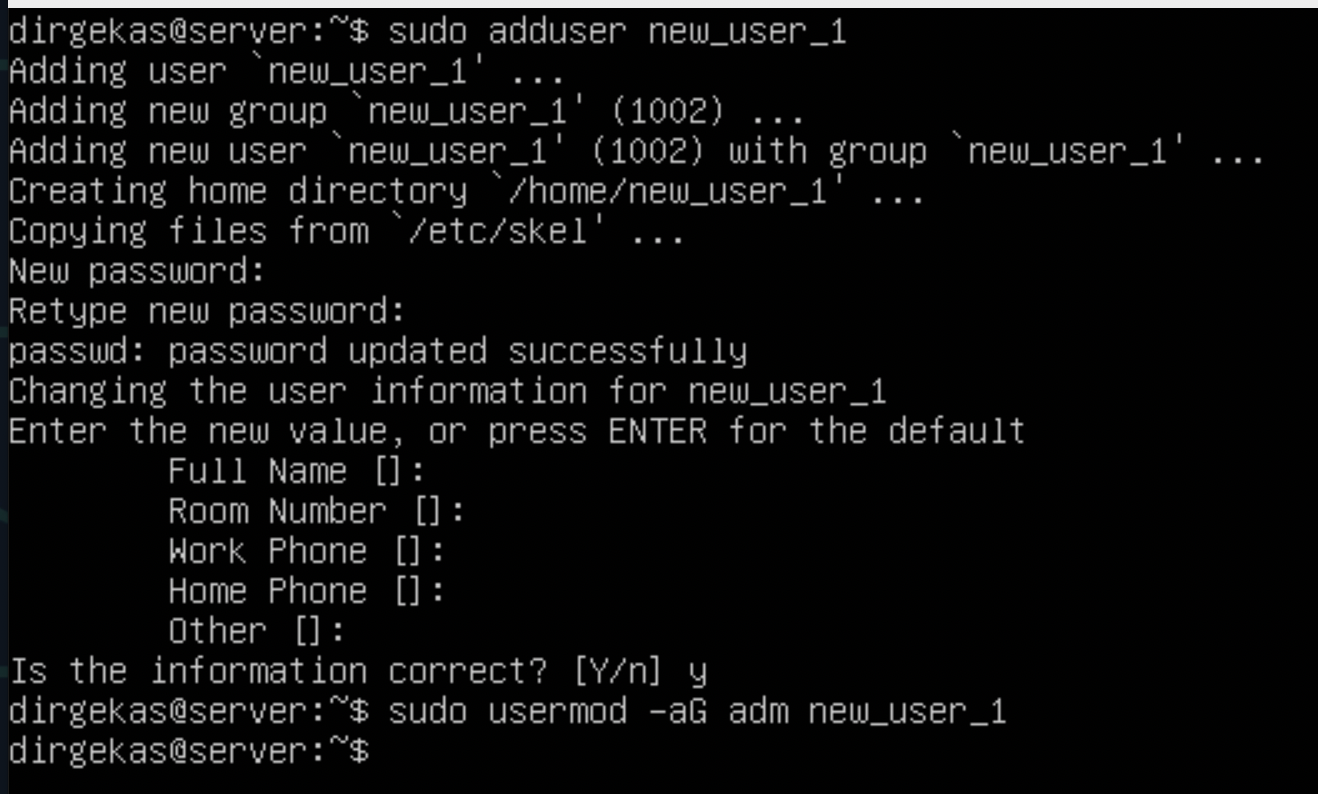 dirgekas@server:~$ sudo adduser new_user_1
Adding user `new_user_1' ...
Adding new group `new_user_1' (1002) ...
Adding new user `new_user_1' (1002) with group `new_user_1' ...
Creating home directory `/home/new_user_1' ...
Copying files from `/etc/skel' ...
New password:
Retype new password:
passwd: password updated successfully
Changing the user information for new_user_1
Enter the new value, or press ENTER for the default
Full Name []:
Room Number []:
Work Phone []:
Home Phone []:
Other []:
Is the information correct? [Y/n] y
dirgekas@server:~$ sudo usermod -aG adm new_user_1
dirgekas@server:~$